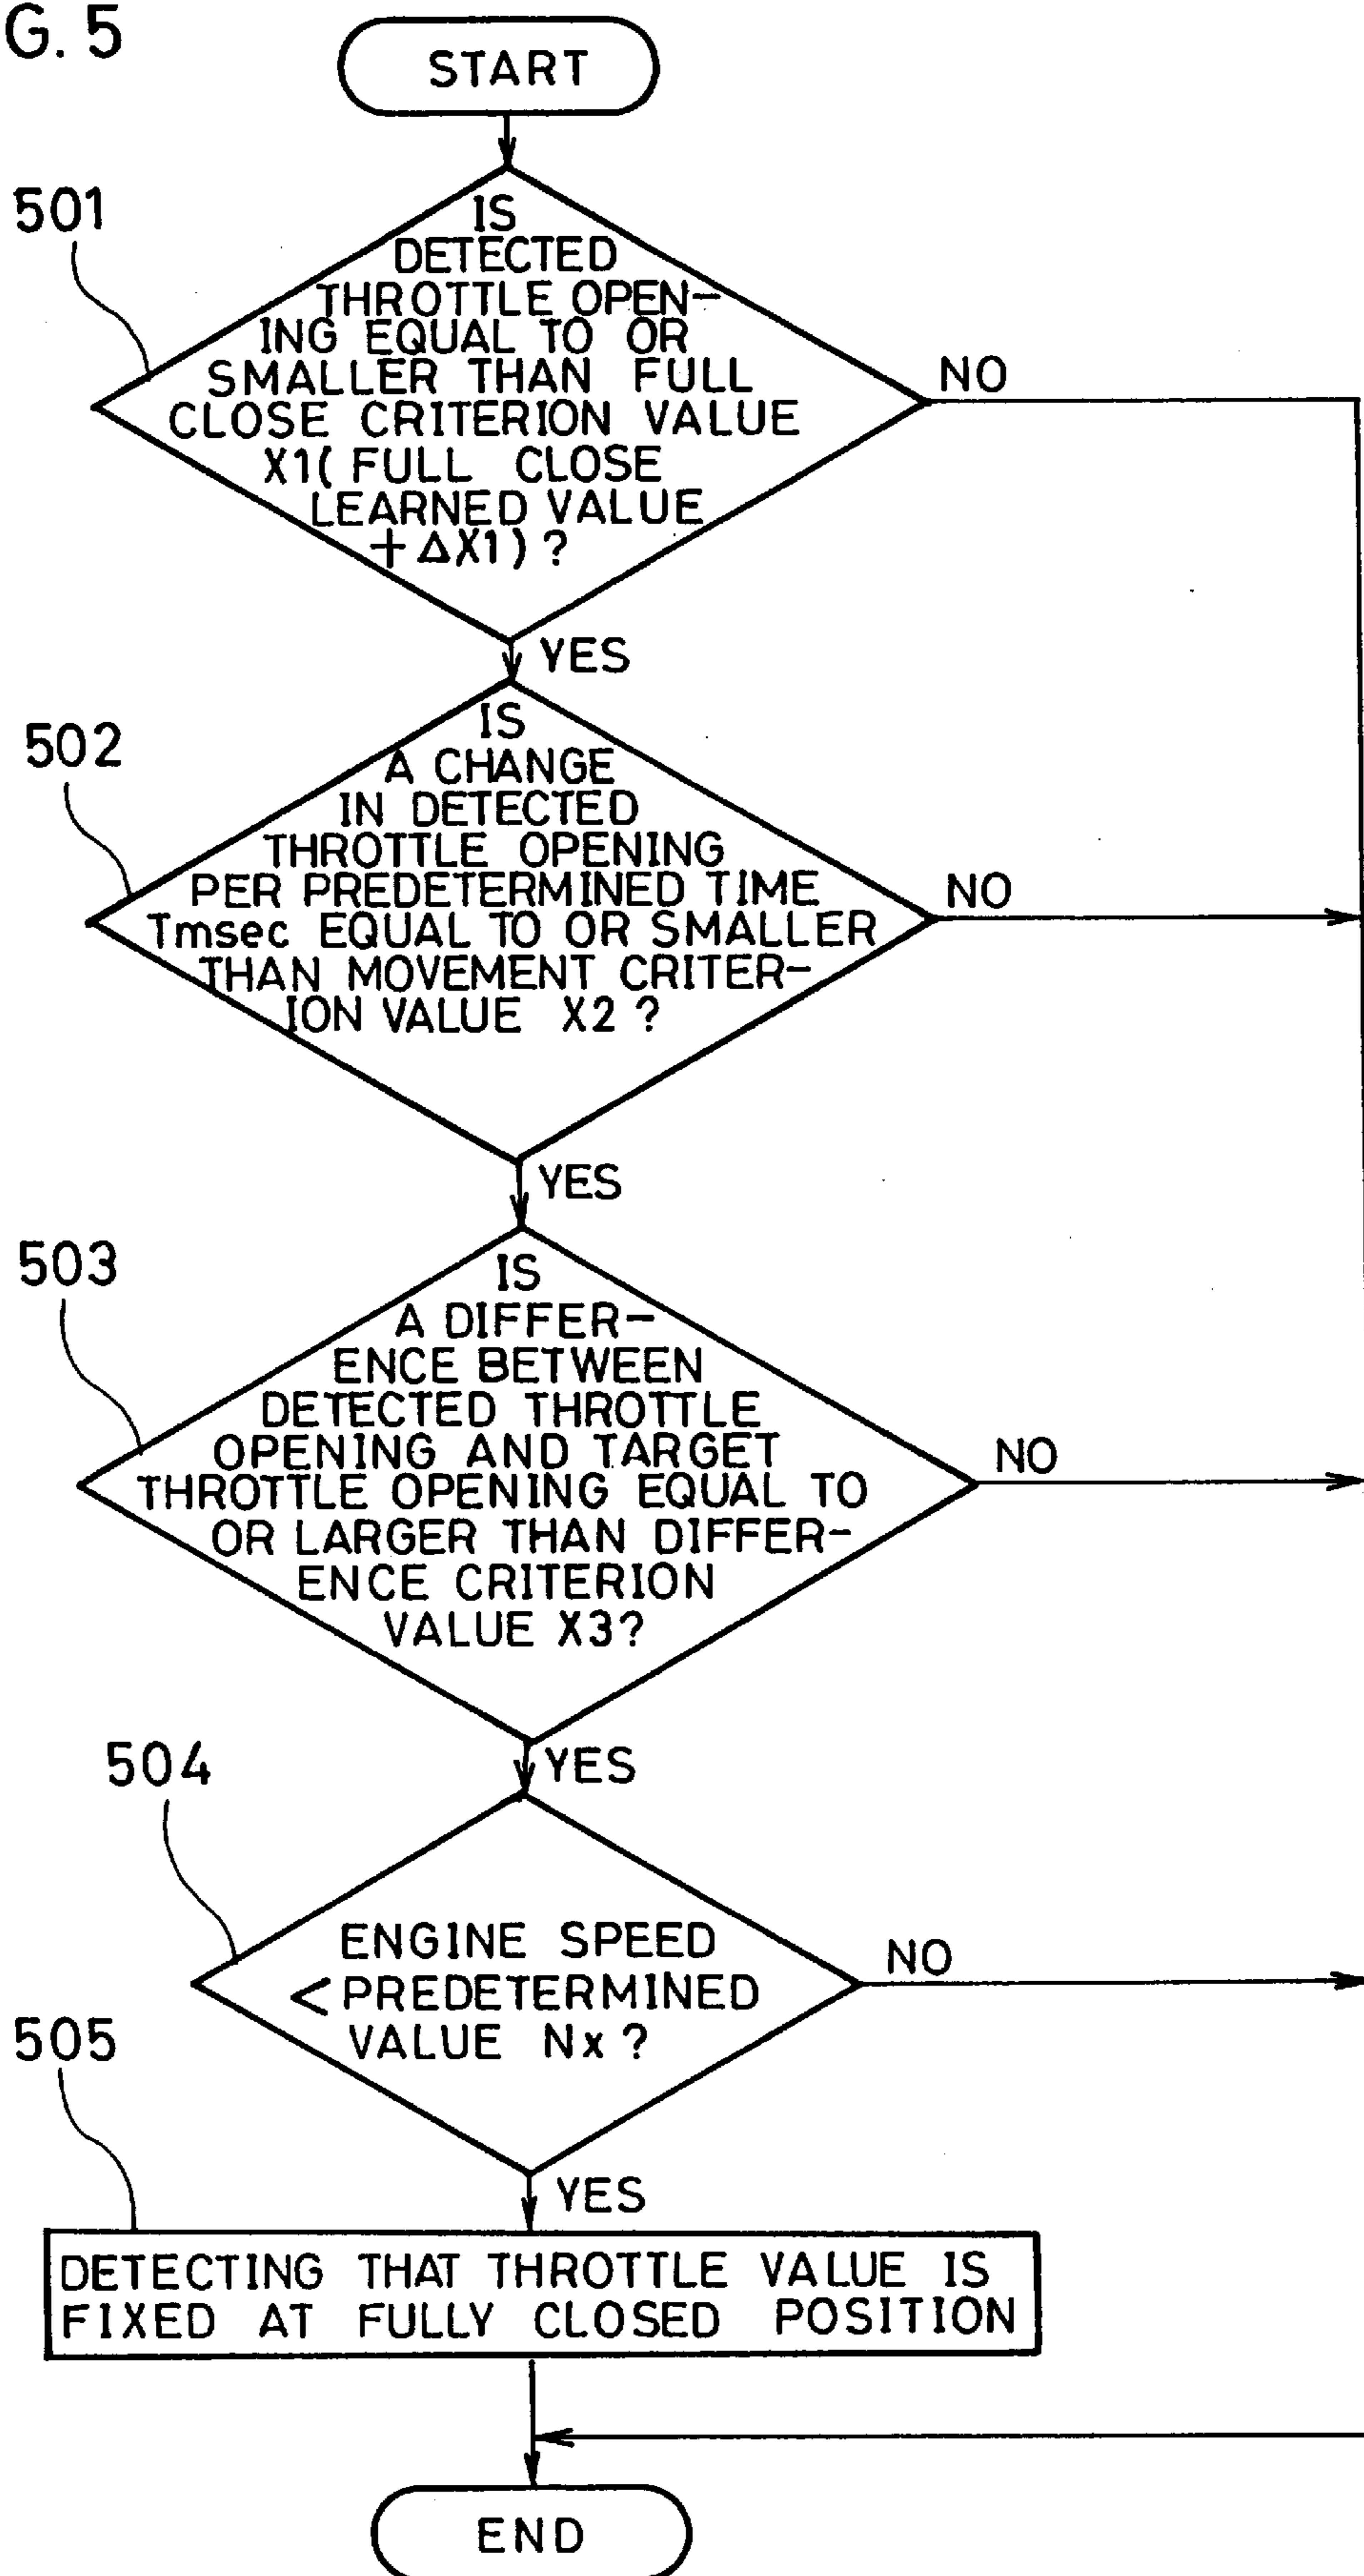 G. 5
START
501
IS
DETECTED
THROTTLE OPEN-
ING EQUAL TO OR
SMALLER THAN FULL
CLOSE CRITERION VALUE
X1( FULL CLOSE
LEARNED VALUE
+ΔX1) ?
NO
YES
502
IS
A CHANGE
IN DETECTED
THROTTLE OPENING
PER PREDETERMINED TIME
Tmsec EQUAL TO OR SMALLER
THAN MOVEMENT CRITER-
ION VALUE X2 ?
NO
YES
503
IS
A DIFFER-
ENCE BETWEEN
DETECTED THROTTLE
OPENING AND TARGET
THROTTLE OPENING EQUAL TO
OR LARGER THAN DIFFER-
ENCE CRITERION
VALUE X3?
NO
YES
504
ENGINE SPEED
< PREDETERMINED
VALUE Nx ?
NO
YES
505
DETECTING THAT THROTTLE VALUE IS
FIXED AT FULLY CLOSED POSITION
END